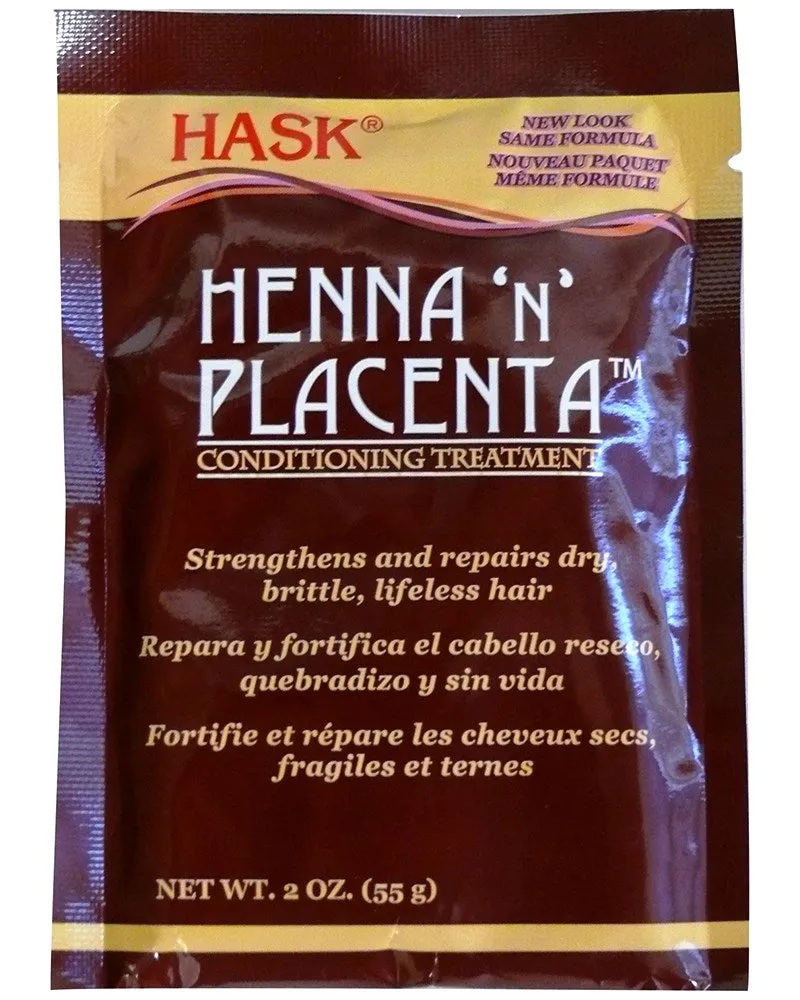 HASK®
NEW LOOK
SAME FORMULA
NOUVEAU PAQUET
MÊME FORMULE
HENNA ‘N’
PLACENTA™
CONDITIONING TREATMENT
Strengthens and repairs dry,
brittle, lifeless hair
Repara y fortifica el cabello reseco,
quebradizo y sin vida
Fortifie et répare les cheveux secs,
fragiles et ternes
NET WT. 2 OZ. (55 g)